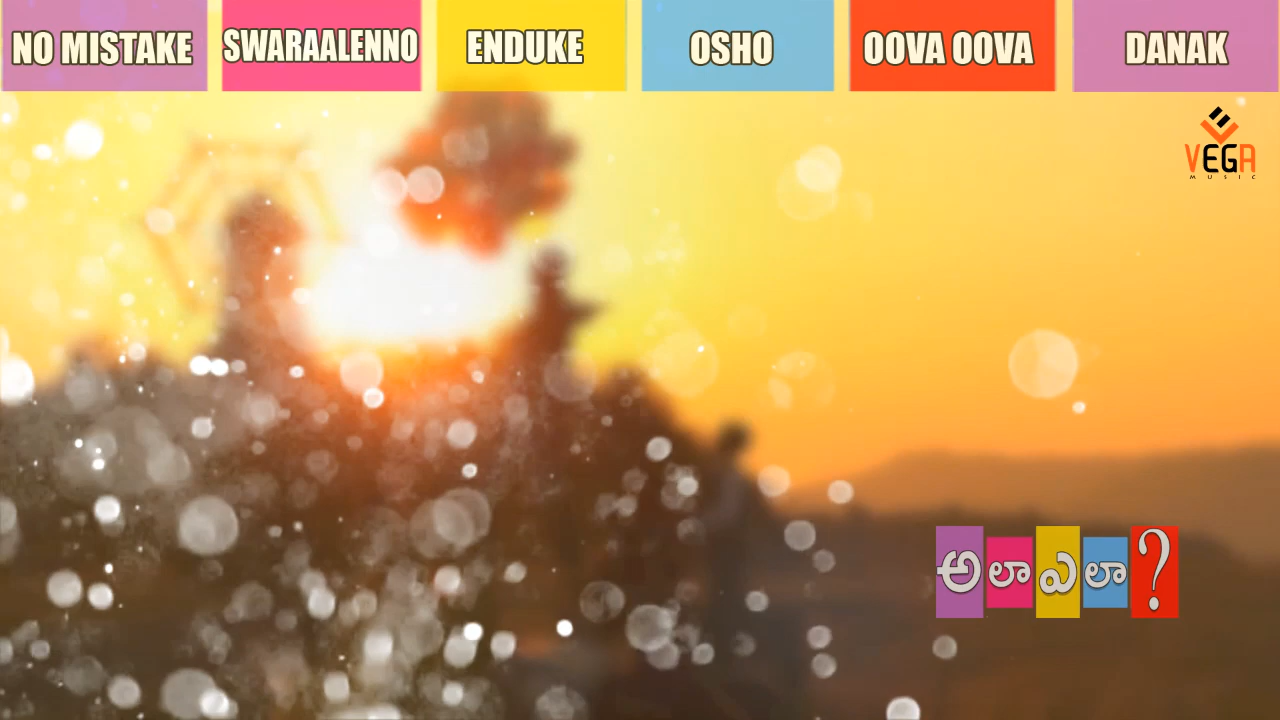 NO MISTAKE
SWARAALENNO
ENDUKE
OSHO
OOVA OOVA
DANAK
VEGA
MUSIC
అలా ఎలా?